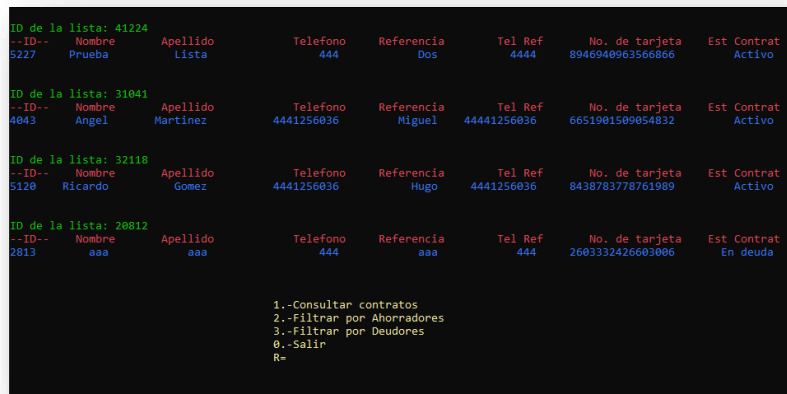 ID de la lista: 41224
--ID-- Nombre Apellido Telefono Referencia Tel Ref No. de tarjeta Est Contrat
5227 Prueba Lista 444 Dos 4444 8946940963566866 Activo
ID de la lista: 31041
--ID-- Nombre Apellido Telefono Referencia Tel Ref No. de tarjeta Est Contrat
4043 Angel Martinez 4441256036 Miguel 44441256036 6651901509054832 Activo
ID de la lista: 32118
--ID-- Nombre Apellido Telefono Referencia Tel Ref No. de tarjeta Est Contrat
5120 Ricardo Gomez 4441256036 Hugo 4441256036 8438783778761989 Activo
ID de la lista: 20812
--ID-- Nombre Apellido Telefono Referencia Tel Ref No. de tarjeta Est Contrat
2813 aaa aaa 444 aaa 444 2603332426603006 En deuda
1.-Consultar contratos
2.-Filtrar por Ahorradores
3.-Filtrar por Deudores
0.-Salir
R=